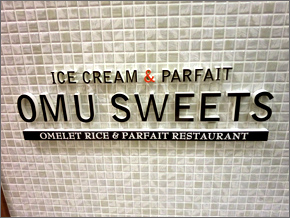 ICE CREAM & PARFAIT
OMU SWEETS
OMELET RICE & PARFAIT RESTAURANT